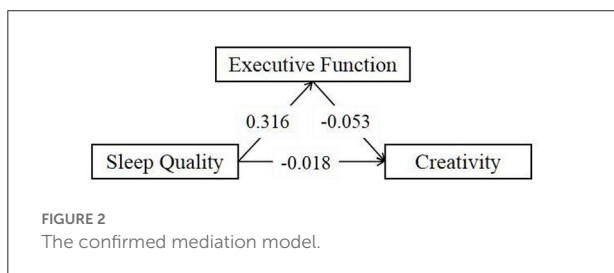 Executive Function
0.316
-0.053
Sleep Quality
-0.018
Creativity
FIGURE 2
The confirmed mediation model.